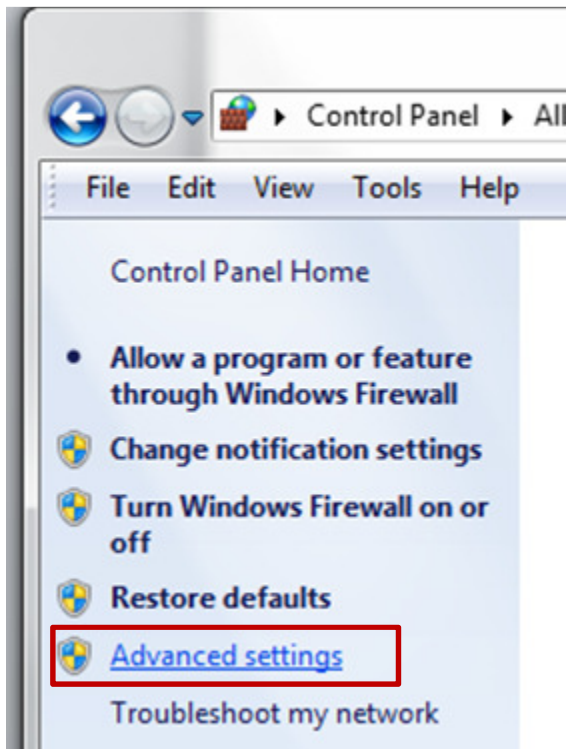 Control Panel
File Edit View Tools Help
Control Panel Home
Allow a program or feature
through Windows Firewall
Change notification settings
Turn Windows Firewall on or
off
Restore defaults
Advanced settings
Troubleshoot my network